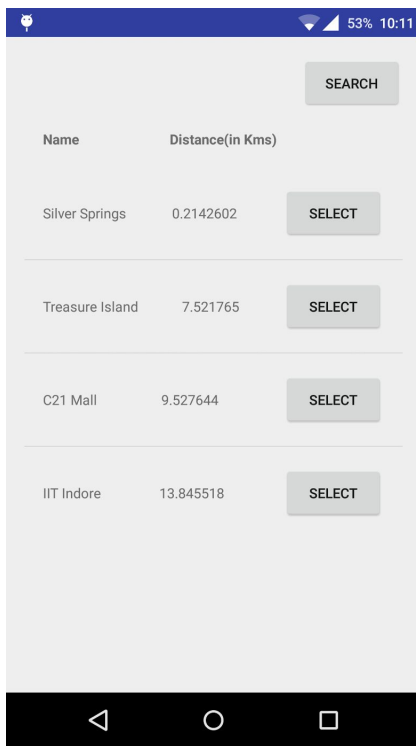 53% 10:11
SEARCH
Name Distance(in Kms)
Silver Springs 0.2142602 SELECT
Treasure Island 7.521765 SELECT
C21 Mall 9.527644 SELECT
IIT Indore 13.845518 SELECT